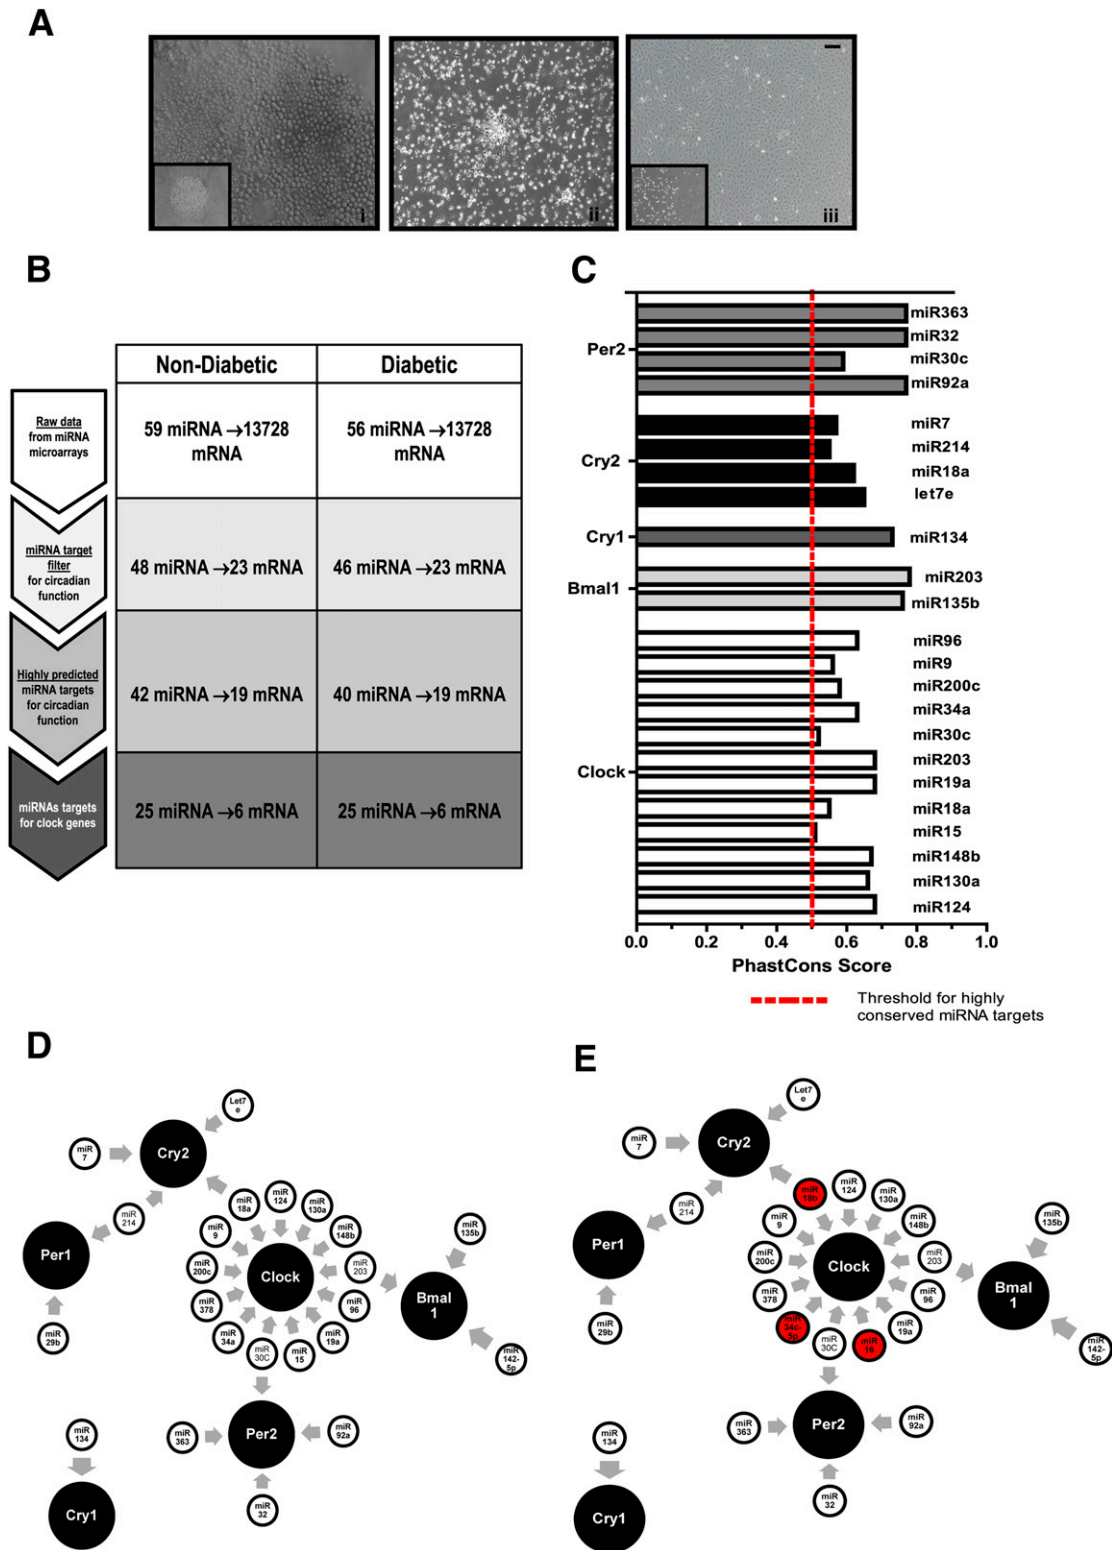 A
i
ii
iii
B
Non-Diabetic
Diabetic
Raw data
from miRNA
microarrays
59 miRNA →13728
mRNA
56 miRNA →13728
mRNA
miRNA target
filter
for circadian
function
48 miRNA →23 mRNA
46 miRNA →23 mRNA
Highly predicted
miRNA targets
for circadian
function
42 miRNA →19 mRNA
40 miRNA →19 mRNA
miRNAs targets
for clock genes
25 miRNA →6 mRNA
25 miRNA →6 mRNA
C
Per2
miR363
miR32
miR30c
miR92a
Cry2
miR7
miR214
miR18a
let7e
Cry1
miR134
Bmal1
miR203
miR135b
Clock
miR96
miR9
miR200c
miR34a
miR30c
miR203
miR19a
miR18a
miR15
miR148b
miR130a
miR124
0.0 0.2 0.4 0.6 0.8 1.0
PhastCons Score
Threshold for highly
conserved miRNA targets
D
Let7
e
miR
7
Cry2
miR
214
miR
18a
miR
124
miR
130a
miR
9
miR
148b
miR
135b
Per1
miR
200c
Clock
miR
203
miR
378
miR
96
Bmal
1
miR
29b
miR
34a
miR
30C
miR
15
miR
19a
miR
142-
5p
miR
134
miR
363
Per2
miR
92a
Cry1
miR
32
E
Let7
e
miR
7
Cry2
miR
214
miR
18b
miR
124
miR
130a
miR
9
miR
148b
miR
135b
Per1
miR
200c
Clock
miR
203
miR
378
miR
96
Bmal
1
miR
29b
miR
34c-
5p
miR
30C
miR
16
miR
19a
miR
142-
5p
miR
134
miR
363
Per2
miR
92a
Cry1
miR
32